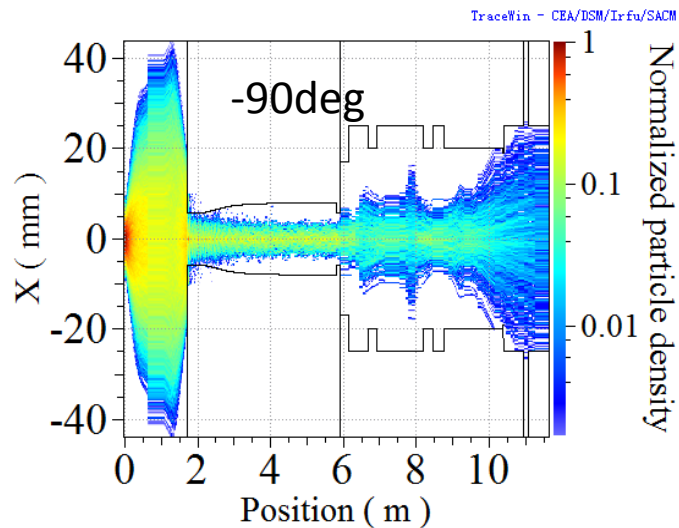 TraceWin - CEA/DSM/Irfu/SACM
-90deg
40
20
0
-20
-40
X ( mm )
0 2 4 6 8 10
Position ( m )
1
0.1
0.01
Normalized particle density